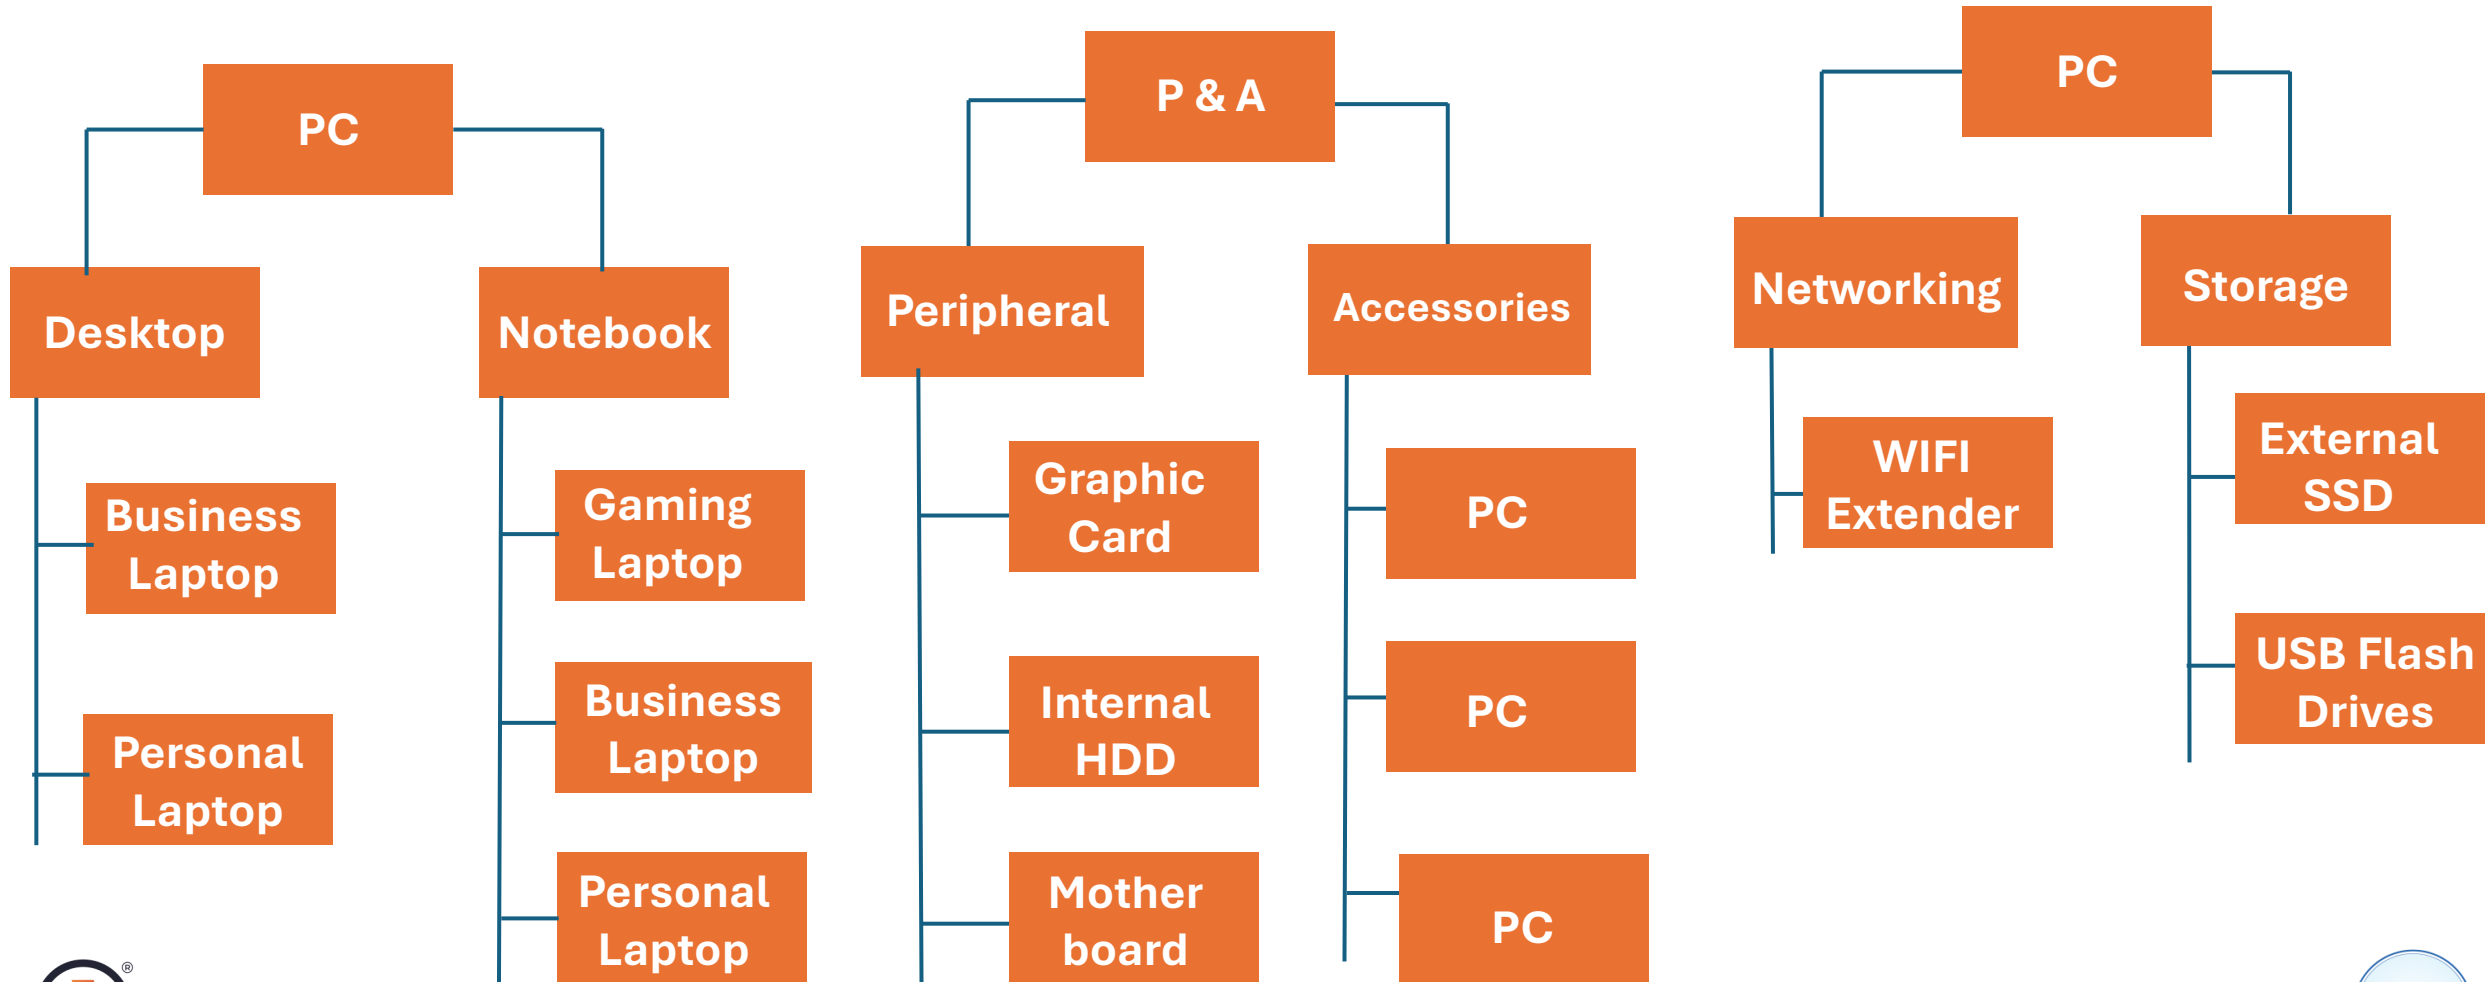 PC
Desktop
Business
Laptop
Personal
Laptop
Notebook
Gaming
Laptop
Business
Laptop
Personal
Laptop
P & A
Peripheral
Graphic
Card
Internal
HDD
Mother
board
Accessories
PC
PC
PC
PC
Networking
WIFI
Extender
Storage
External
SSD
USB Flash
Drives
®